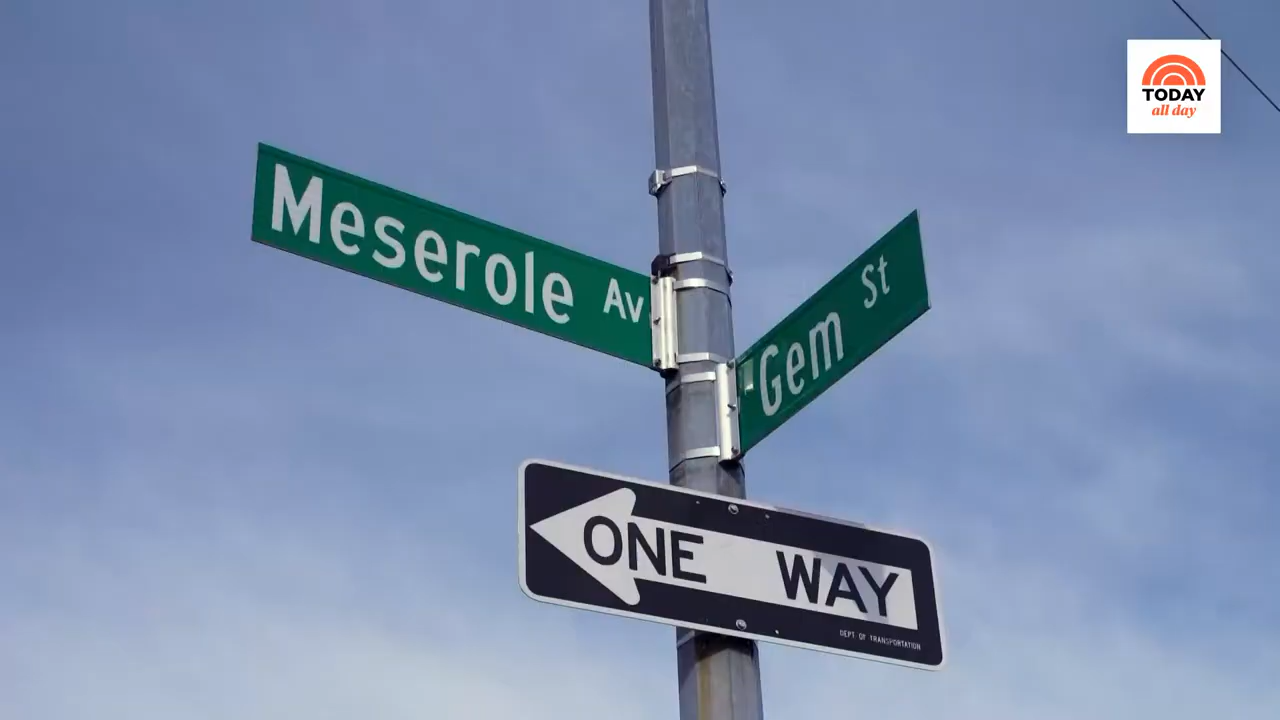 TODAY
all day
Meserole Av
Gem St
ONE WAY
DEPT OF TRANSPORTATION